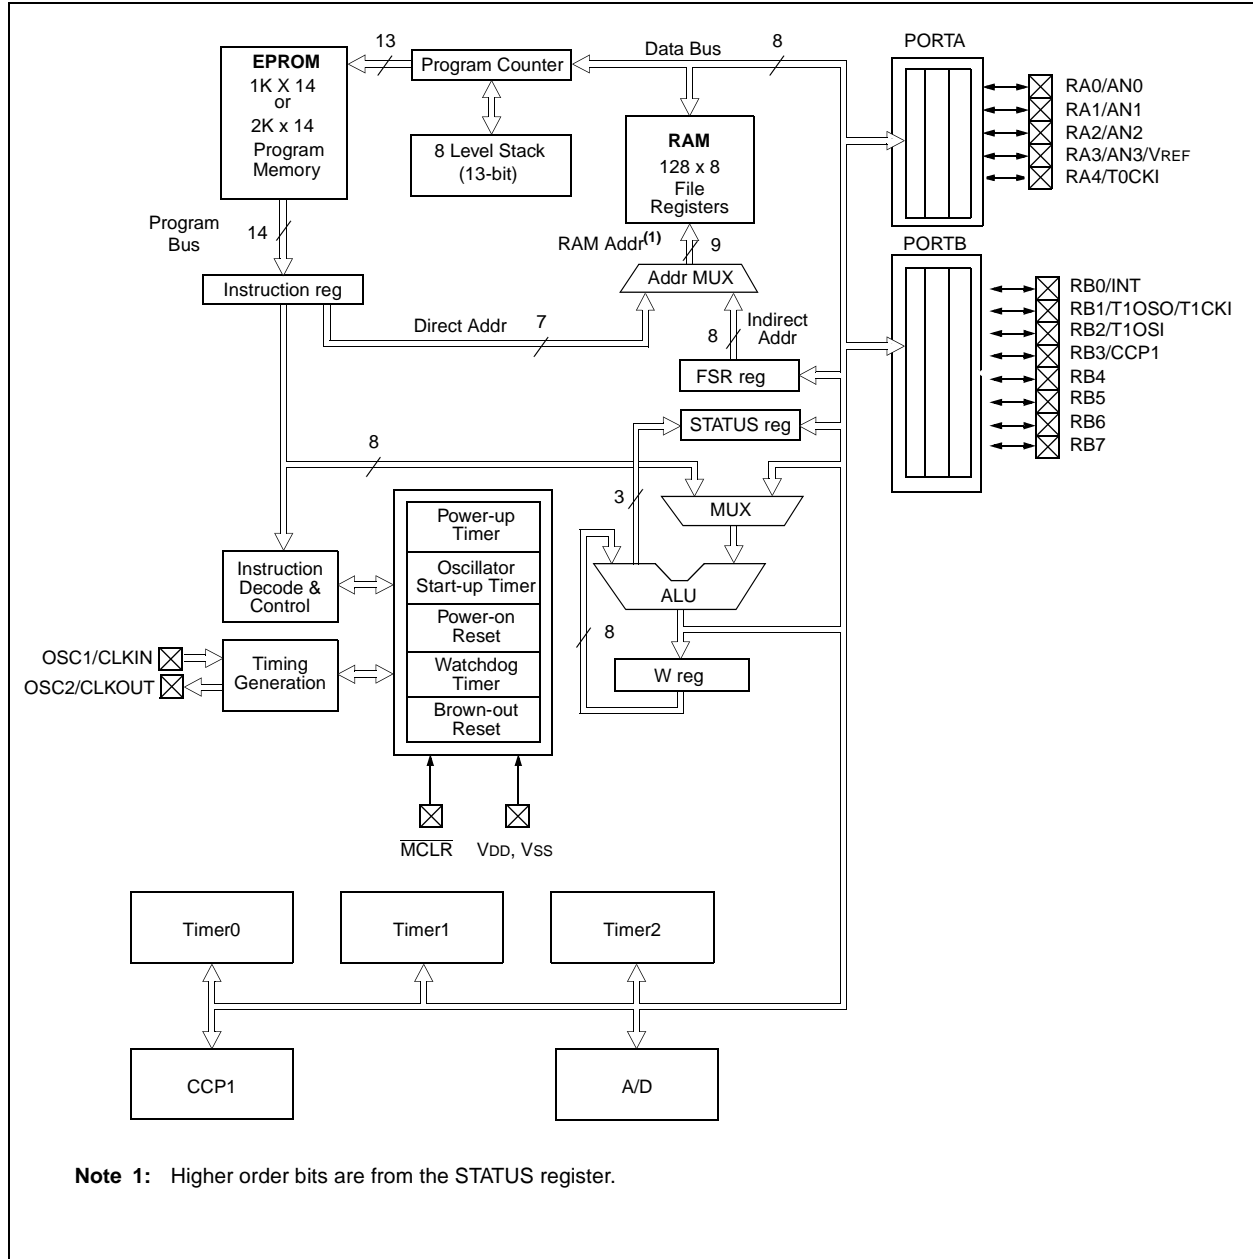 EPROM
1K X 14
or
2K x 14
Program
Memory
13
Program Counter
Data Bus
8
8 Level Stack
(13-bit)
RAM
128 x 8
File
Registers
PORTA
RA0/AN0
RA1/AN1
RA2/AN2
RA3/AN3/VREF
RA4/T0CKI
PORTB
RB0/INT
RB1/T1OSO/T1CKI
RB2/T1OSI
RB3/CCP1
RB4
RB5
RB6
RB7
Program
Bus
14
RAM Addr(1)
9
Addr MUX
Instruction reg
Direct Addr
7
8
Indirect
Addr
FSR reg
STATUS reg
8
3
MUX
ALU
8
W reg
Power-up
Timer
Oscillator
Start-up Timer
Power-on
Reset
Watchdog
Timer
Brown-out
Reset
Instruction
Decode &
Control
OSC1/CLKIN
OSC2/CLKOUT
Timing
Generation
MCLR
VDD, VSS
Timer0
Timer1
Timer2
CCP1
A/D
Note 1: Higher order bits are from the STATUS register.